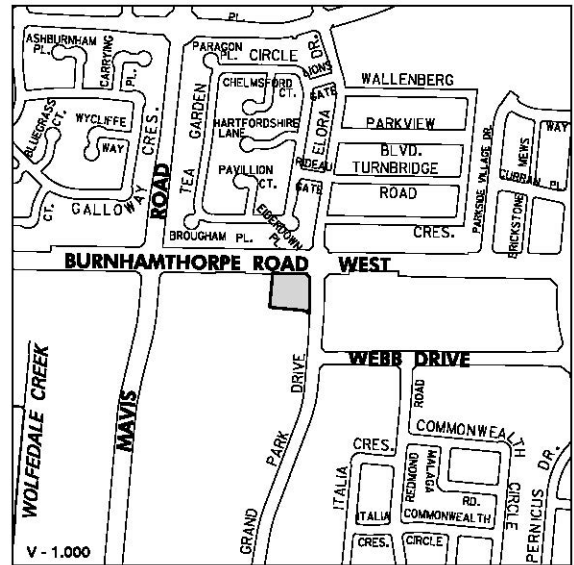 PL.
ASHBURNHAM
PL.
CARRYING
PL.
PARAGON
PL.
CIRCLE
DR.
LIONS
GATE
CHELMSFORD
CT.
WALLENBERG
TEA GARDEN
HARTFORDSHIRE
LANE
ELORA
PARKVIEW
BLVD.
TURNBRIDGE
ROAD
CRES.
PARKSIDE VILLAGE DR.
MEWS
WAY
CURRAN PL.
BRICKSTONE
BLUEGRASS
CT.
WYCLIFFE
WAY
CRES.
GALLOWAY
CT.
PAVILLION
CT.
RIDEAU
GATE
EIDERDOWN
PL.
BROUGHAM PL.
ROAD
BURNHAMTHORPE ROAD WEST
MAVIS
WOLFEDALE CREEK
GRAND PARK DRIVE
WEBB DRIVE
ROAD
REDMOND
COMMONWEALTH
CIRCLE
CRES.
ITALIA
MALAGA
RD.
ITALIA
CRES.
COMMONWEALTH
CIRCLE
PERNICUS DR.
V - 1.000